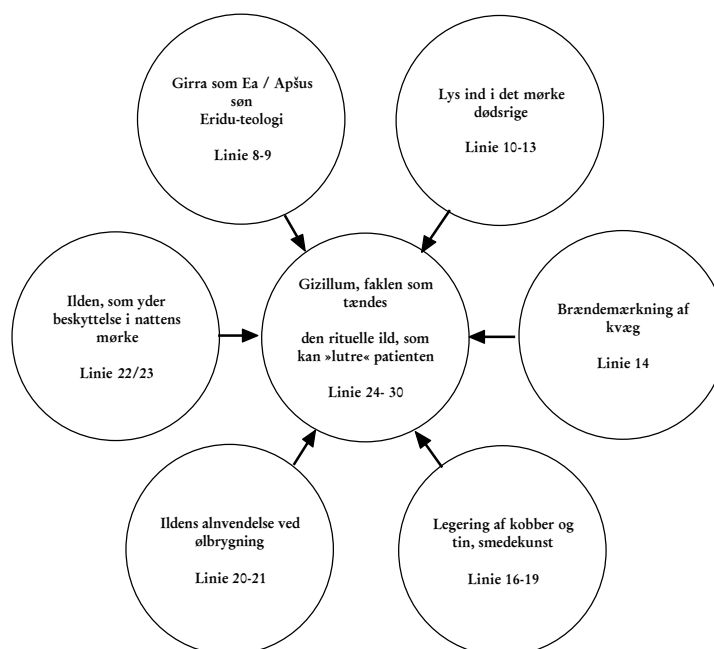 Girra som Ea / Apšus
søn
Eridu-teologi
Linie 8-9
Lys ind i det mørke
dødsrige
Linie 10-13
Ilden, som yder
beskyttelse i nattens
mørke
Linie 22/23
Gizillum, faklen som
tændes
den rituelle ild, som
kan »lutre« patienten
Linie 24- 30
Brændemærkning af
kvæg
Linie 14
Ildens alnvendelse ved
ølbrygning
Linie 20-21
Legering af kobber og
tin, smedekunst
Linie 16-19